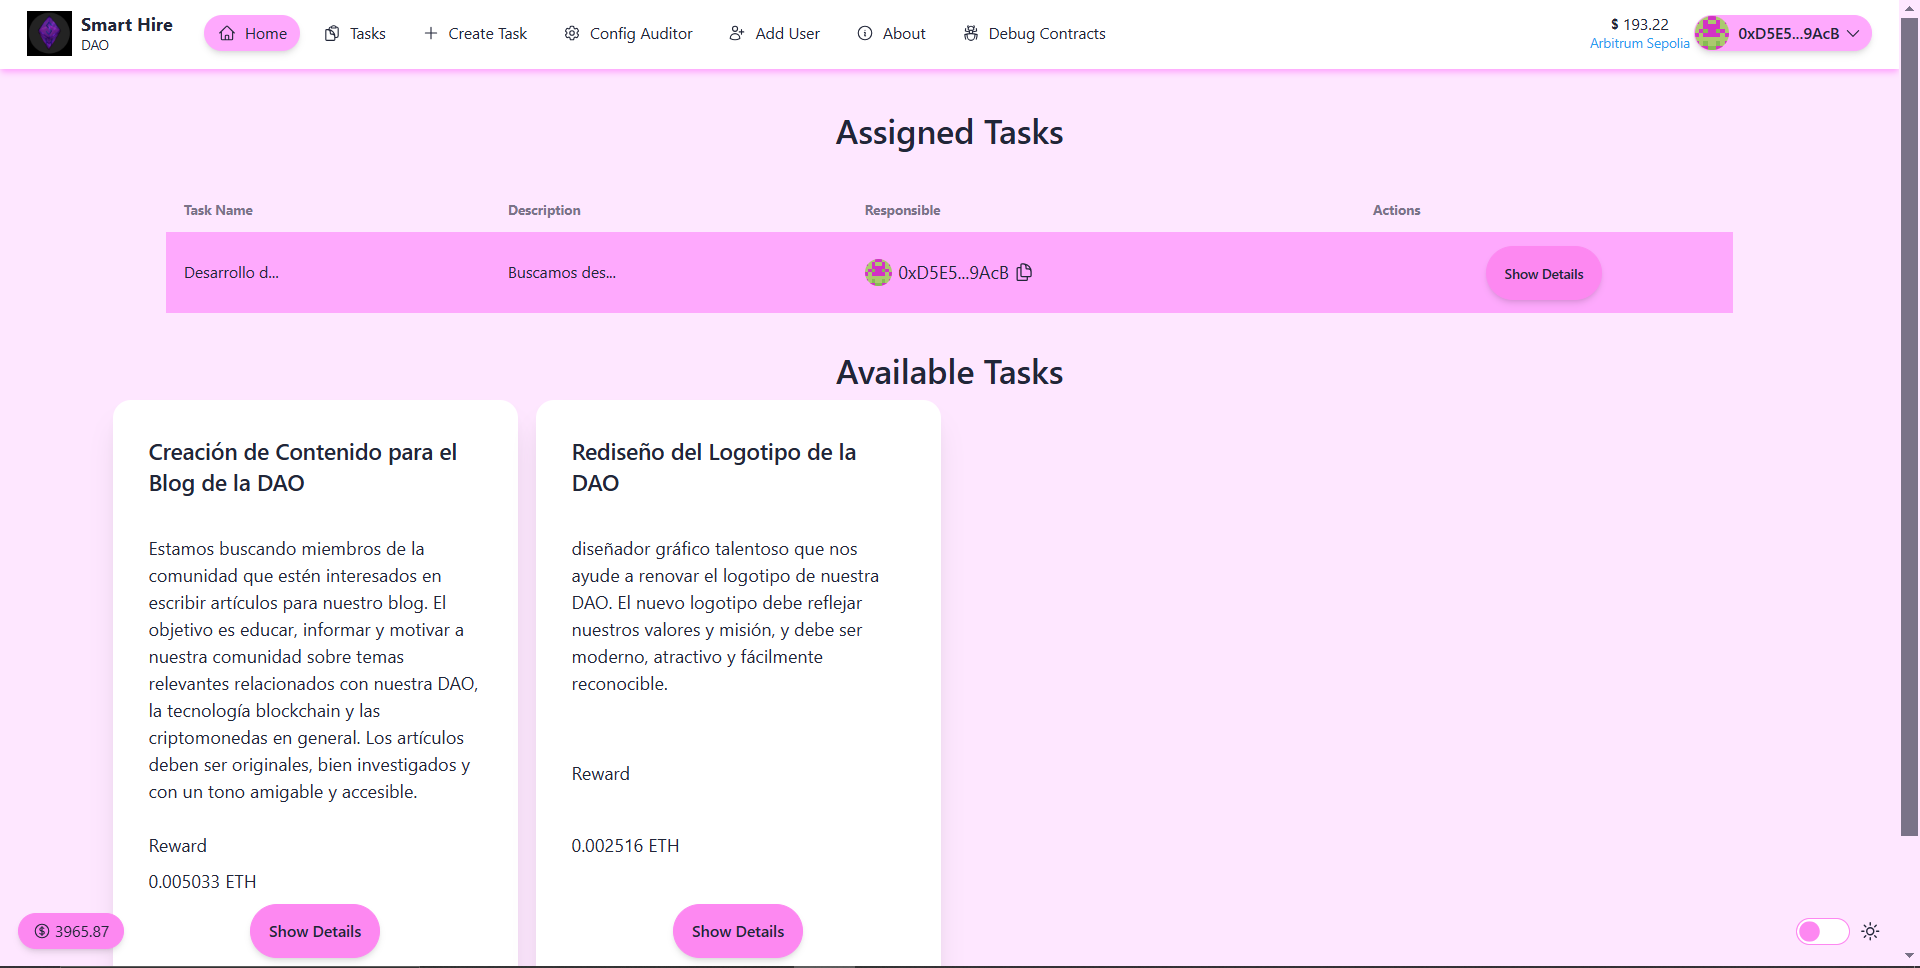 Smart Hire
DAO
Home
Tasks
Create Task
Config Auditor
Add User
About
Debug Contracts
$ 193.22
Arbitrum Sepolia
0xD5E5...9AcB
Assigned Tasks
Task Name
Description
Responsible
Actions
Desarrollo d...
Buscamos des...
0xD5E5...9AcB
Show Details
Available Tasks
Creación de Contenido para el
Blog de la DAO
Estamos buscando miembros de la
comunidad que estén interesados en
escribir artículos para nuestro blog. El
objetivo es educar, informar y motivar a
nuestra comunidad sobre temas
relevantes relacionados con nuestra DAO,
la tecnología blockchain y las
criptomonedas en general. Los artículos
deben ser originales, bien investigados y
con un tono amigable y accesible.
Reward
0.005033 ETH
Show Details
Rediseño del Logotipo de la
DAO
diseñador gráfico talentoso que nos
ayude a renovar el logotipo de nuestra
DAO. El nuevo logotipo debe reflejar
nuestros valores y misión, y debe ser
moderno, atractivo y fácilmente
reconocible.
Reward
0.002516 ETH
Show Details
3965.87